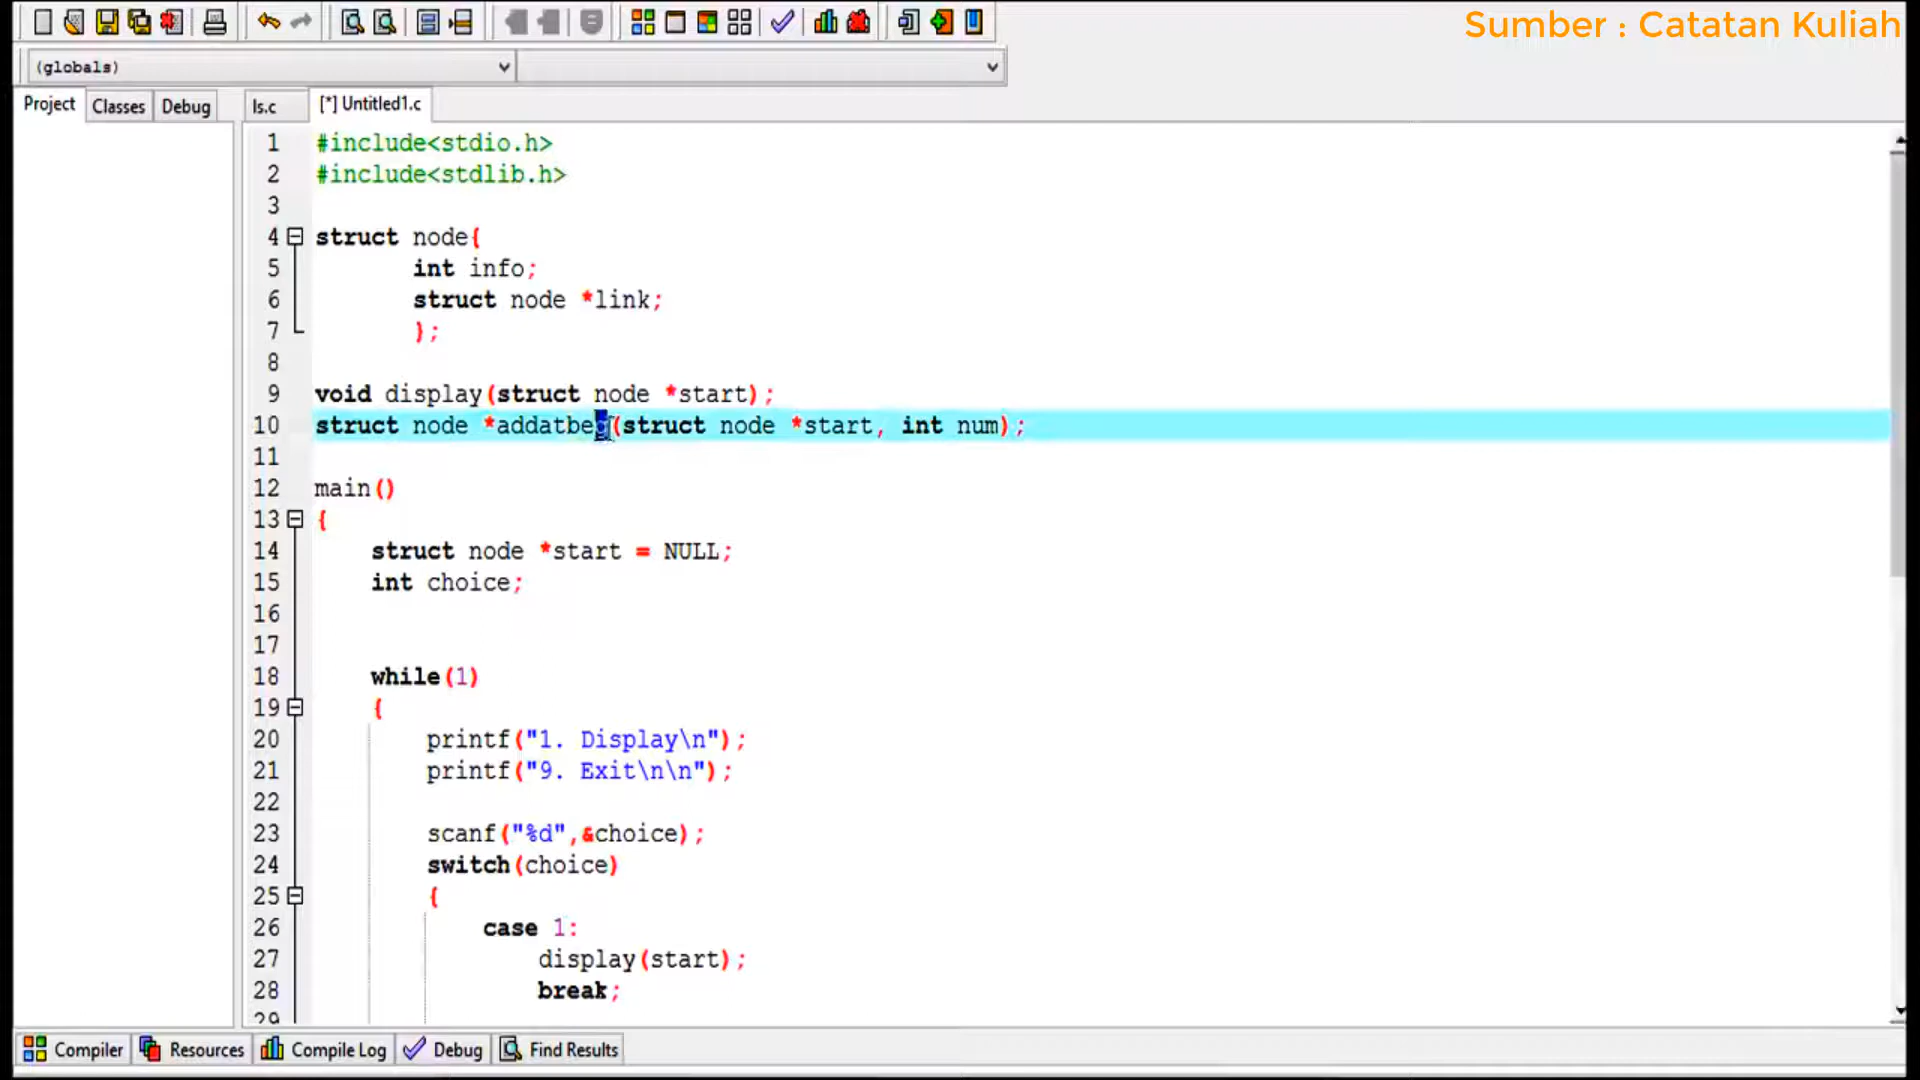 Sumber : Catatan Kuliah
(globals)
Project Classes Debug ls.c [*] Untitled1.c
1 #include<stdio.h>
2 #include<stdlib.h>
3
4 struct node{
5 int info;
6 struct node *link;
7 };
8
9 void display(struct node *start);
10 struct node *addatbeg(struct node *start, int num);
11
12 main()
13 {
14 struct node *start = NULL;
15 int choice;
16
17
18 while(1)
19 {
20 printf("1. Display\n");
21 printf("9. Exit\n\n");
22
23 scanf("%d",&choice);
24 switch(choice)
25 {
26 case 1:
27 display(start);
28 break;
29
Compiler Resources Compile Log Debug Find Results